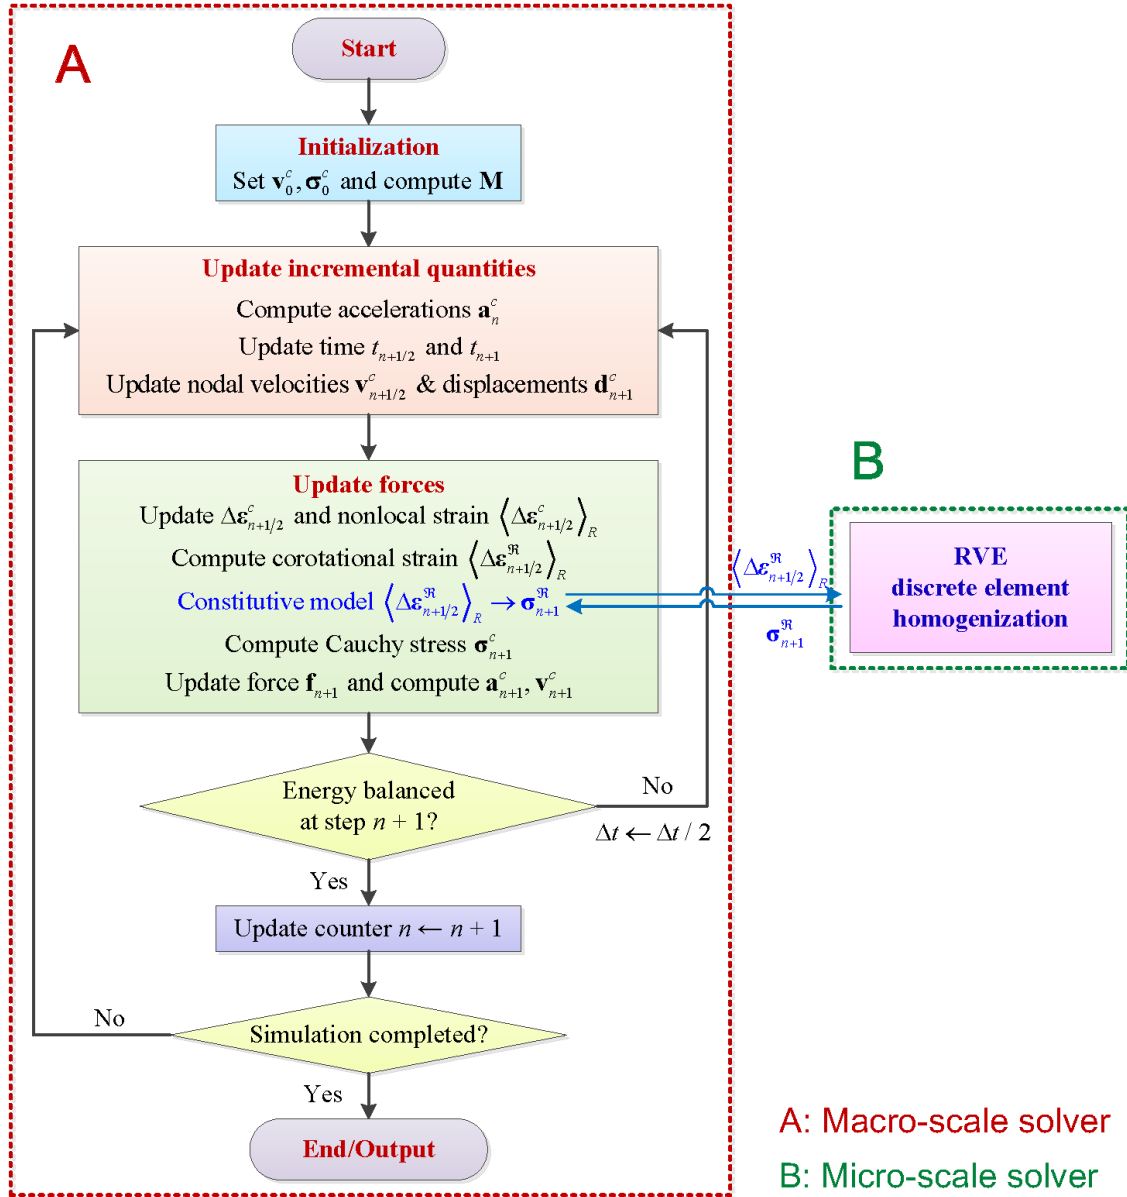 A
Start
Initialization
Set v₀ᶜ, σ₀ᶜ and compute M
Update incremental quantities
Compute accelerations aₙᶜ
Update time tₙ₊₁/₂ and tₙ₊₁
Update nodal velocities vᶜₙ₊₁/₂ & displacements dᶜₙ₊₁
Update forces
Update Δεᶜₙ₊₁/₂ and nonlocal strain ⟨Δεᶜₙ₊₁/₂⟩_R
Compute corotational strain ⟨Δε^ℜₙ₊₁/₂⟩_R
Constitutive model ⟨Δε^ℜₙ₊₁/₂⟩_R → σ^ℜₙ₊₁
Compute Cauchy stress σᶜₙ₊₁
Update force fₙ₊₁ and compute aᶜₙ₊₁, vᶜₙ₊₁
⟨Δε^ℜₙ₊₁/₂⟩_R
σ^ℜₙ₊₁
B
RVE
discrete element
homogenization
Energy balanced
at step n + 1?
No
Δt ← Δt / 2
Yes
Update counter n ← n + 1
Simulation completed?
No
Yes
End/Output
A: Macro-scale solver
B: Micro-scale solver